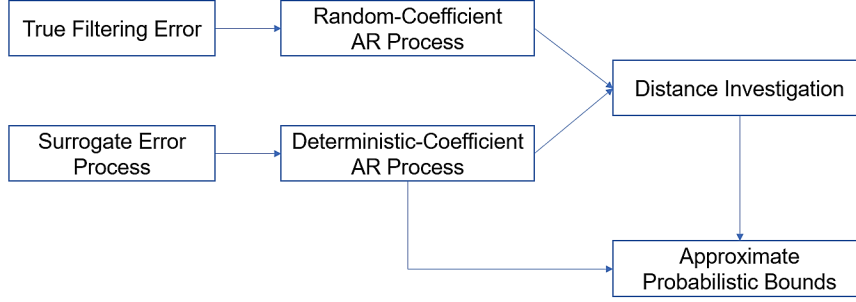 True Filtering Error
Random-Coefficient
AR Process
Distance Investigation
Surrogate Error
Process
Deterministic-Coefficient
AR Process
Approximate
Probabilistic Bounds